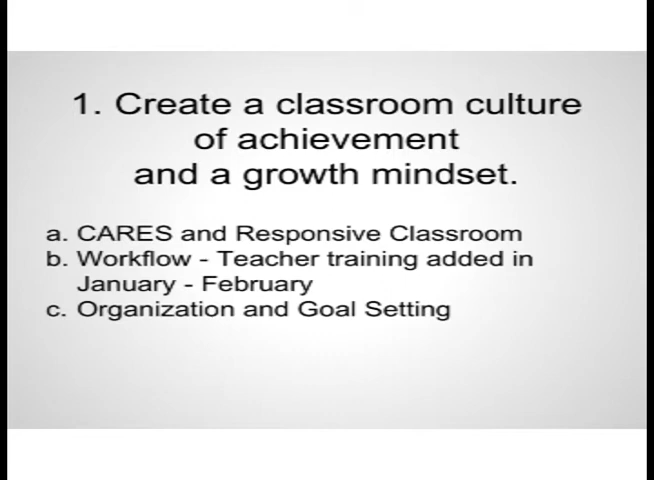 1. Create a classroom culture
of achievement
and a growth mindset.
a. CARES and Responsive Classroom
b. Workflow - Teacher training added in
January - February
c. Organization and Goal Setting